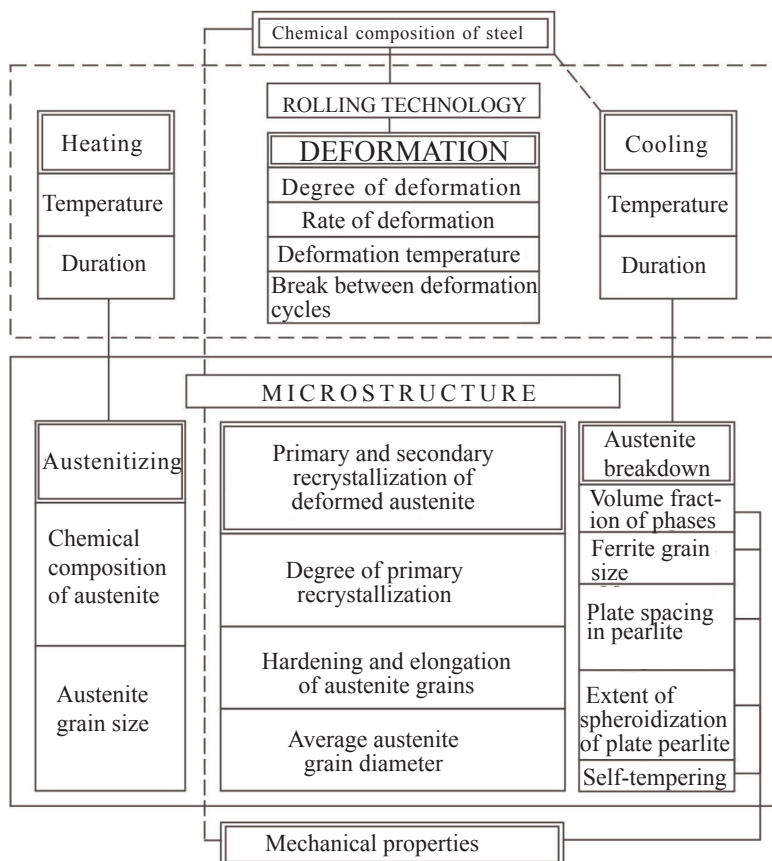 Chemical composition of steel
ROLLING TECHNOLOGY
Heating
Temperature
Duration
DEFORMATION
Degree of deformation
Rate of deformation
Deformation temperature
Break between deformation
cycles
Cooling
Temperature
Duration
MICROSTRUCTURE
Austenitizing
Chemical
composition
of austenite
Austenite
grain size
Primary and secondary
recrystallization of
deformed austenite
Degree of primary
recrystallization
Hardening and elongation
of austenite grains
Average austenite
grain diameter
Austenite
breakdown
Volume fract-
ion of phases
Ferrite grain
size
Plate spacing
in pearlite
Extent of
spheroidization
of plate pearlite
Self-tempering
Mechanical properties